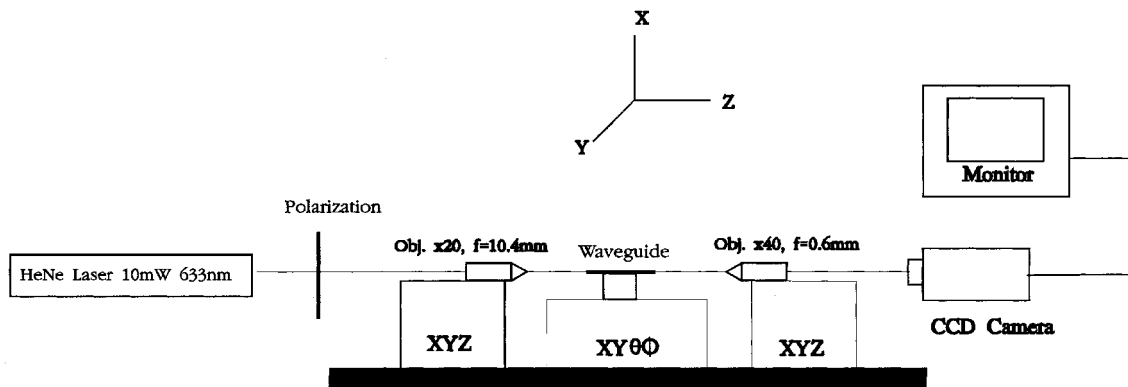 X
Z
Y
Monitor
Polarization
Obj. x20, f=10.4mm
Waveguide
Obj. x40, f=0.6mm
HeNe Laser 10mW 633nm
CCD Camera
XYZ
XYθΦ
XYZ